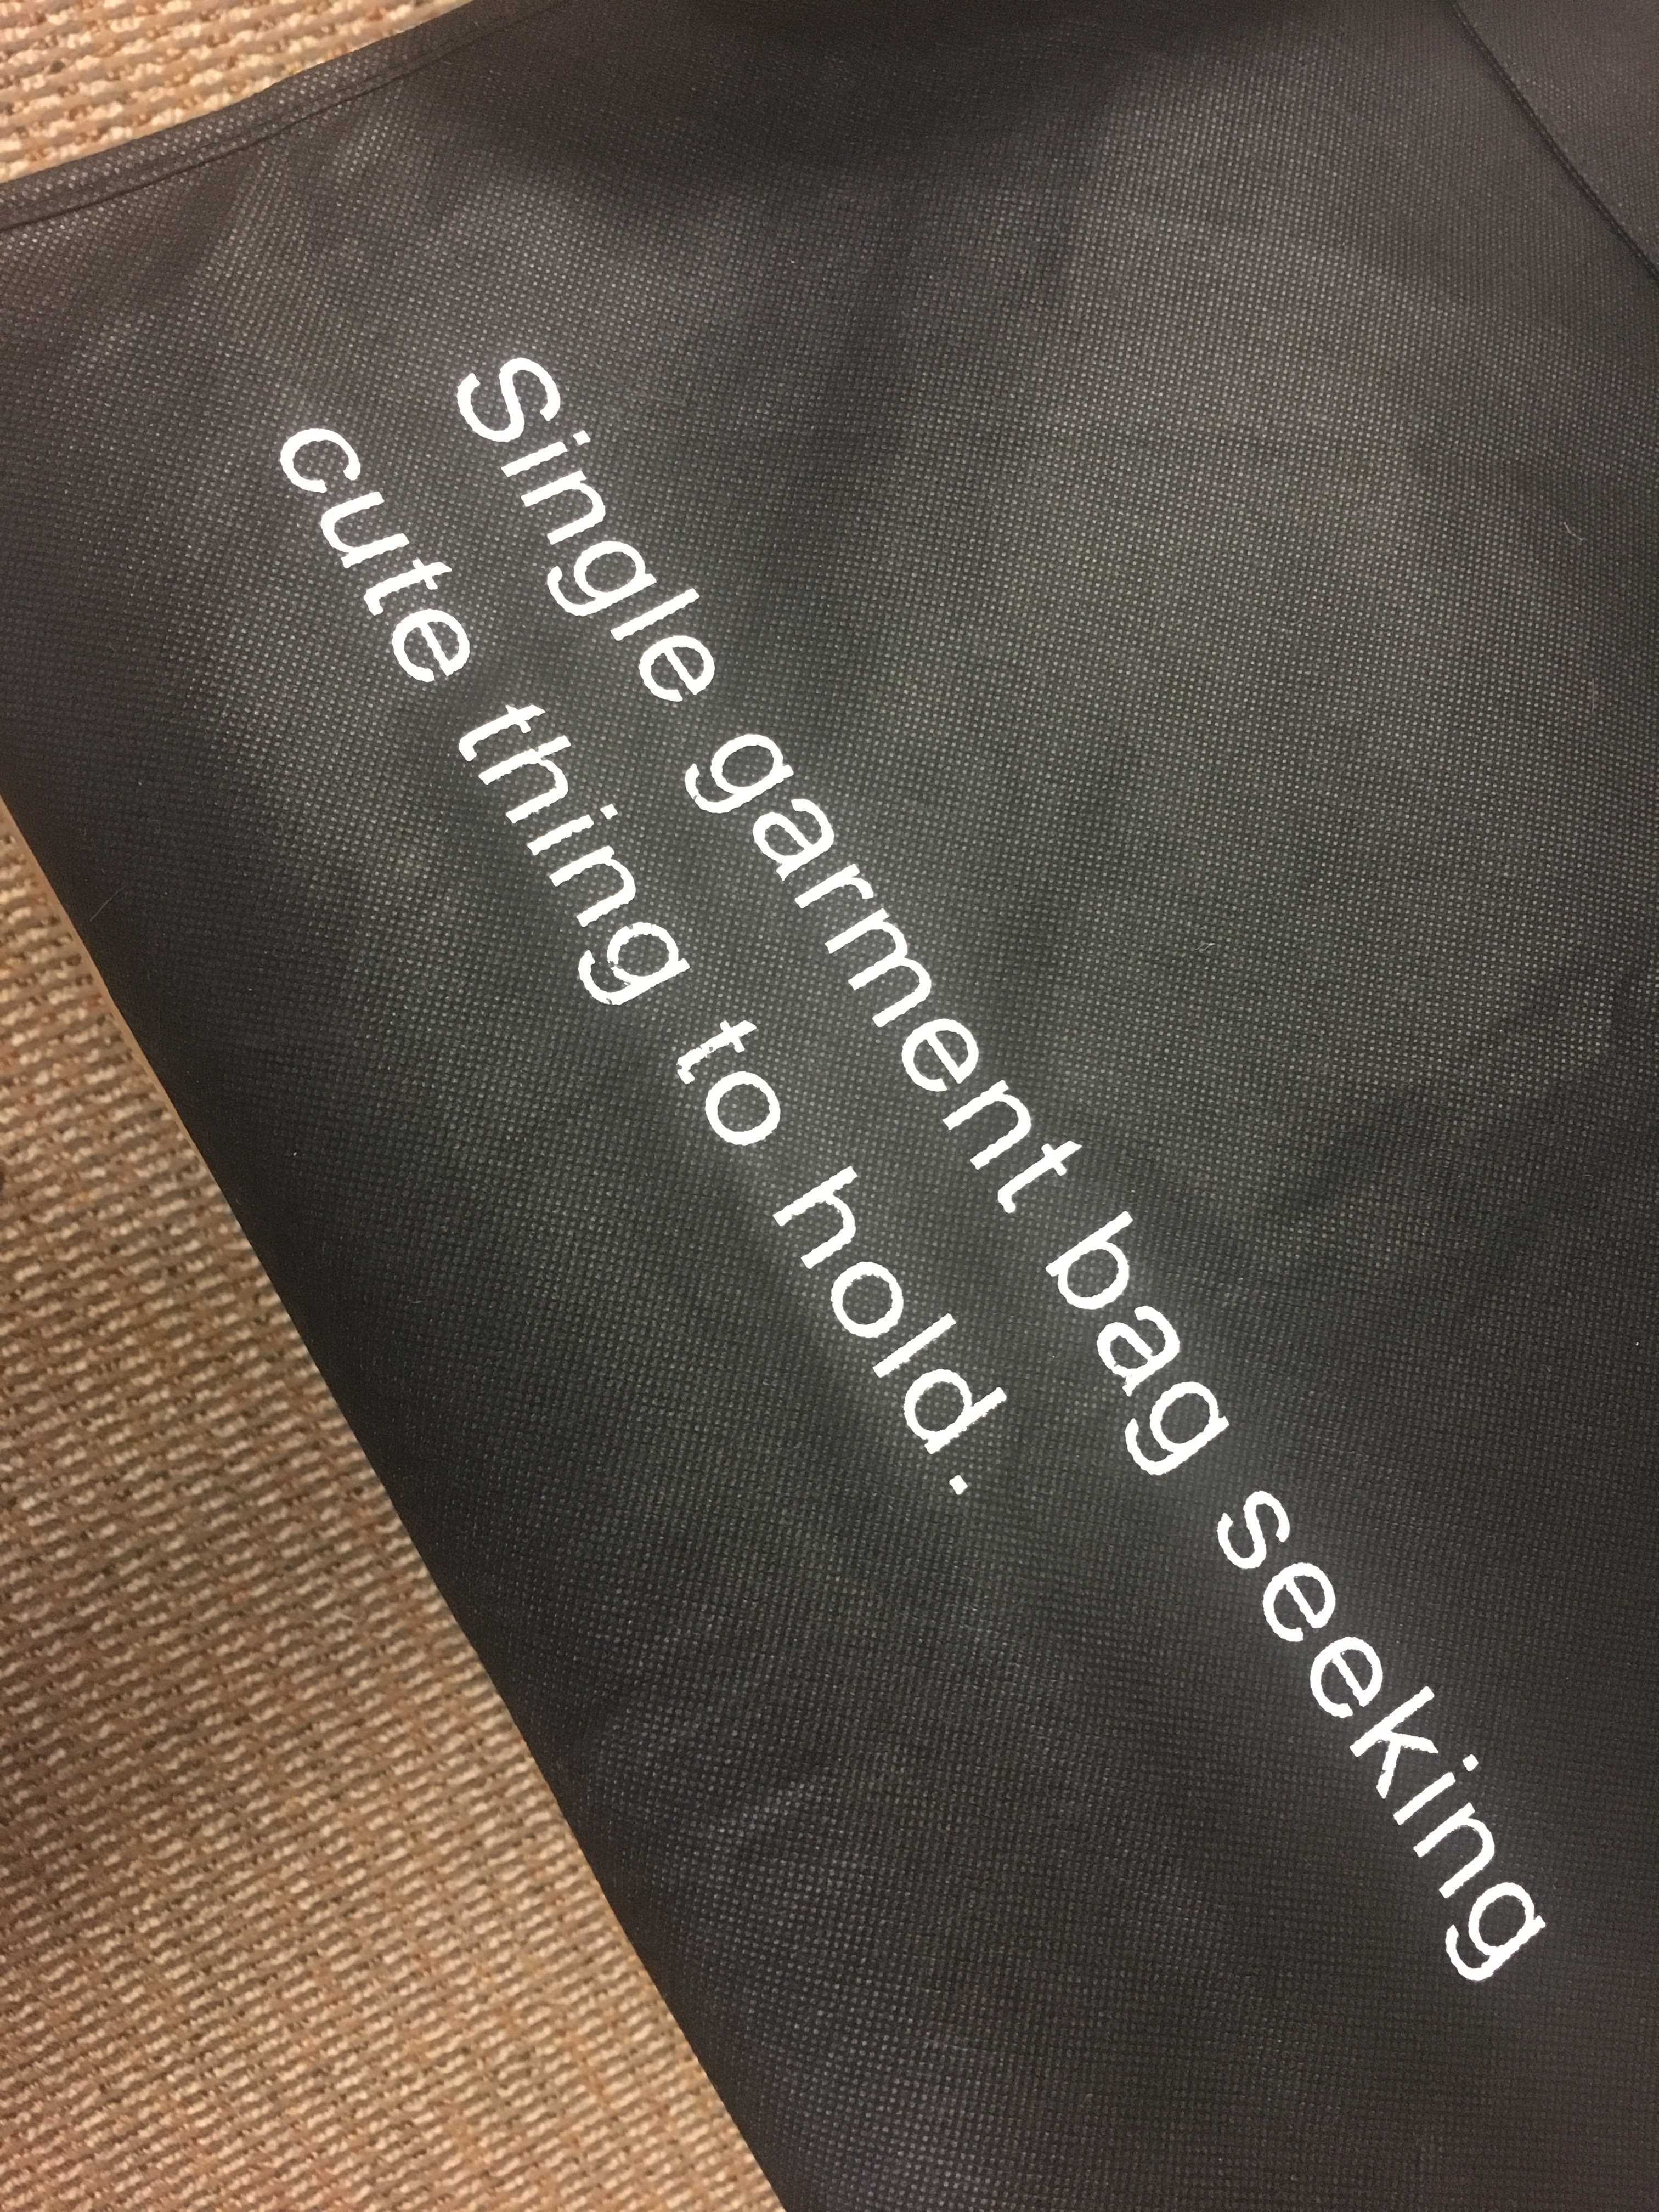 Single garment bag seeking
cute thing to hold.